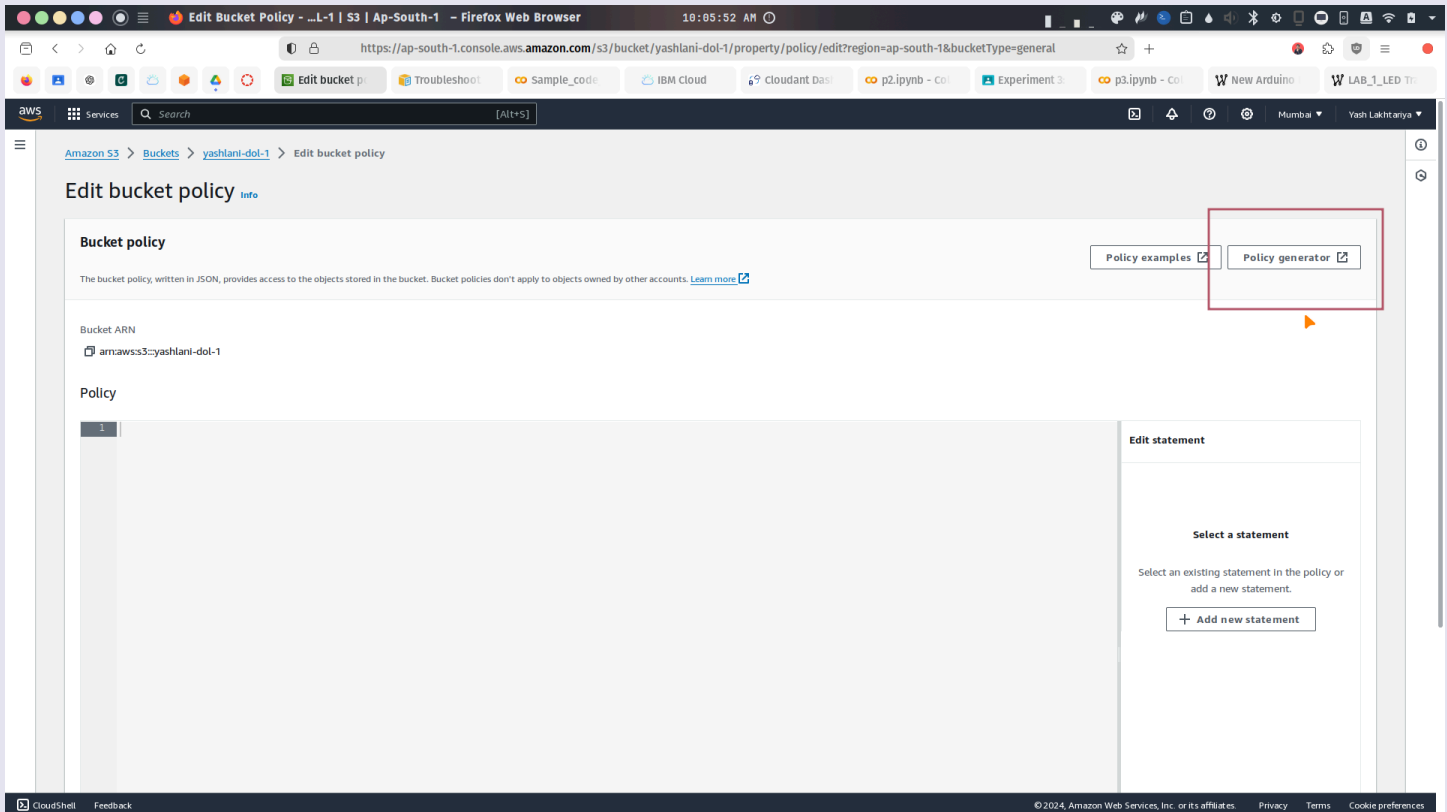 Edit Bucket Policy - ...L-1 | S3 | Ap-South-1 – Firefox Web Browser
10:05:52 AM
https://ap-south-1.console.aws.amazon.com/s3/bucket/yashlani-dol-1/property/policy/edit?region=ap-south-1&bucketType=general
Edit bucket p
Troubleshoot
Sample_code
IBM Cloud
Cloudant Das
p2.ipynb - Co
Experiment 3
p3.ipynb - Co
New Arduino
LAB_1_LED Tr
aws
Services
Search
[Alt+S]
Mumbai ▼
Yash Lakhtariya ▼
Amazon S3 > Buckets > yashlani-dol-1 > Edit bucket policy
Edit bucket policy Info
Bucket policy
Policy examples
Policy generator
The bucket policy, written in JSON, provides access to the objects stored in the bucket. Bucket policies don't apply to objects owned by other accounts. Learn more
Bucket ARN
arn:aws:s3:::yashlani-dol-1
Policy
1
Edit statement
Select a statement
Select an existing statement in the policy or
add a new statement.
+ Add new statement
CloudShell
Feedback
© 2024, Amazon Web Services, Inc. or its affiliates.
Privacy
Terms
Cookie preferences